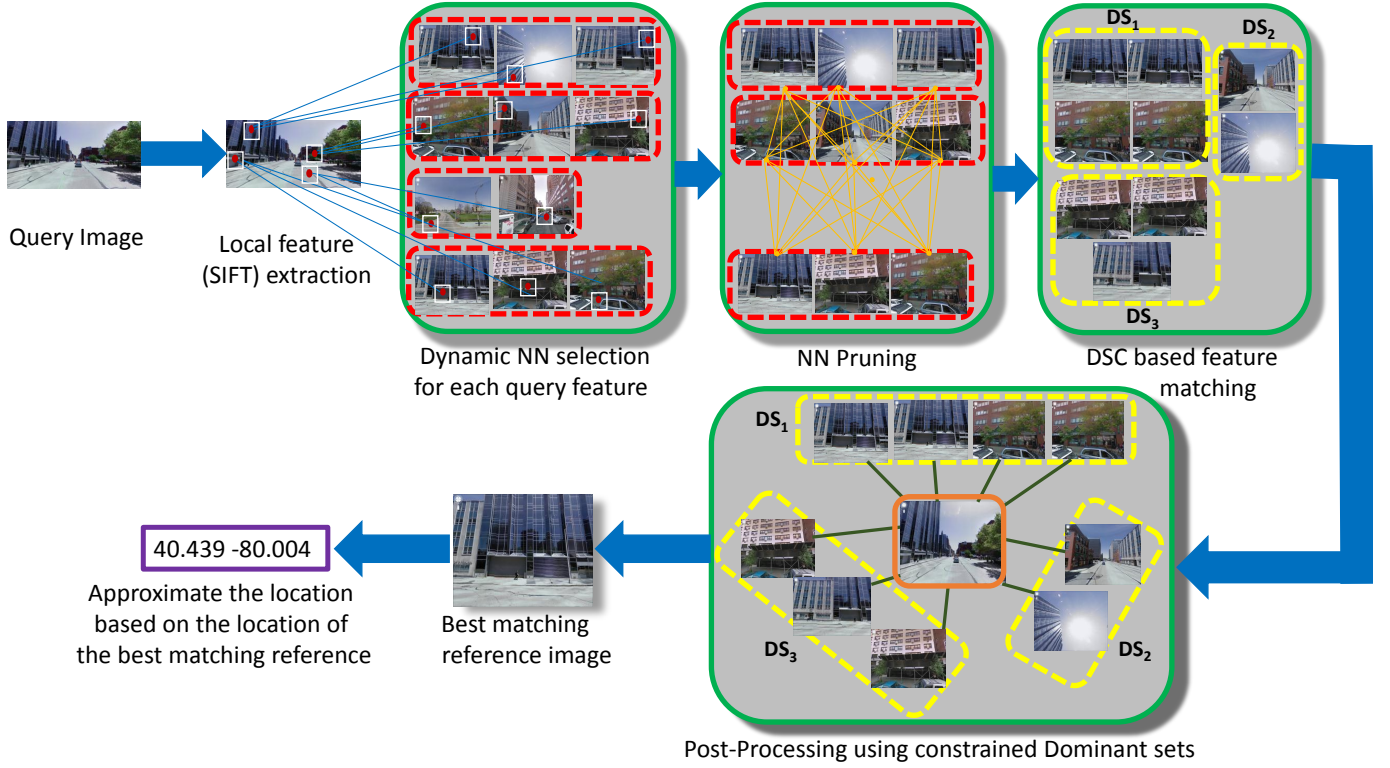 Query Image
Local feature
(SIFT) extraction
Dynamic NN selection
for each query feature
NN Pruning
DS1
DS2
DS3
DSC based feature
matching
DS1
DS3
DS2
Post-Processing using constrained Dominant sets
Best matching
reference image
40.439 -80.004
Approximate the location
based on the location of
the best matching reference